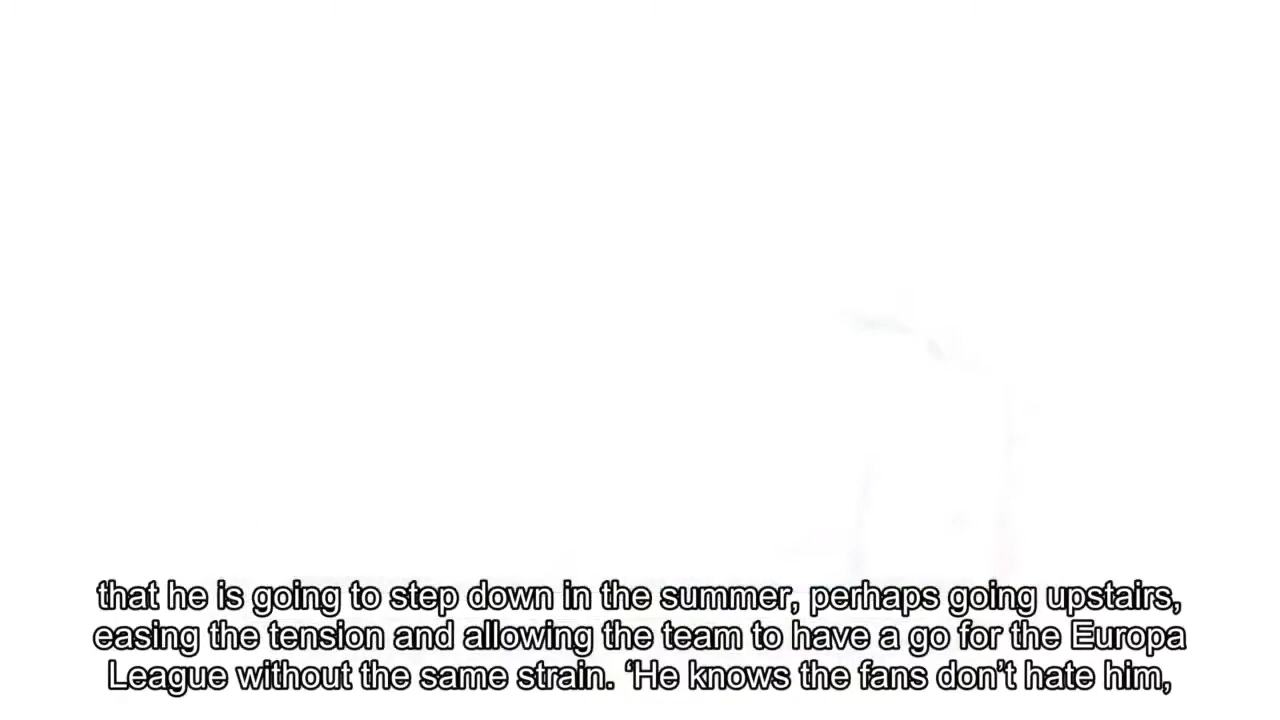 that he is going to step down in the summer, perhaps going upstairs,
easing the tension and allowing the team to have a go for the Europa
League without the same strain. ‘He knows the fans don’t hate him,